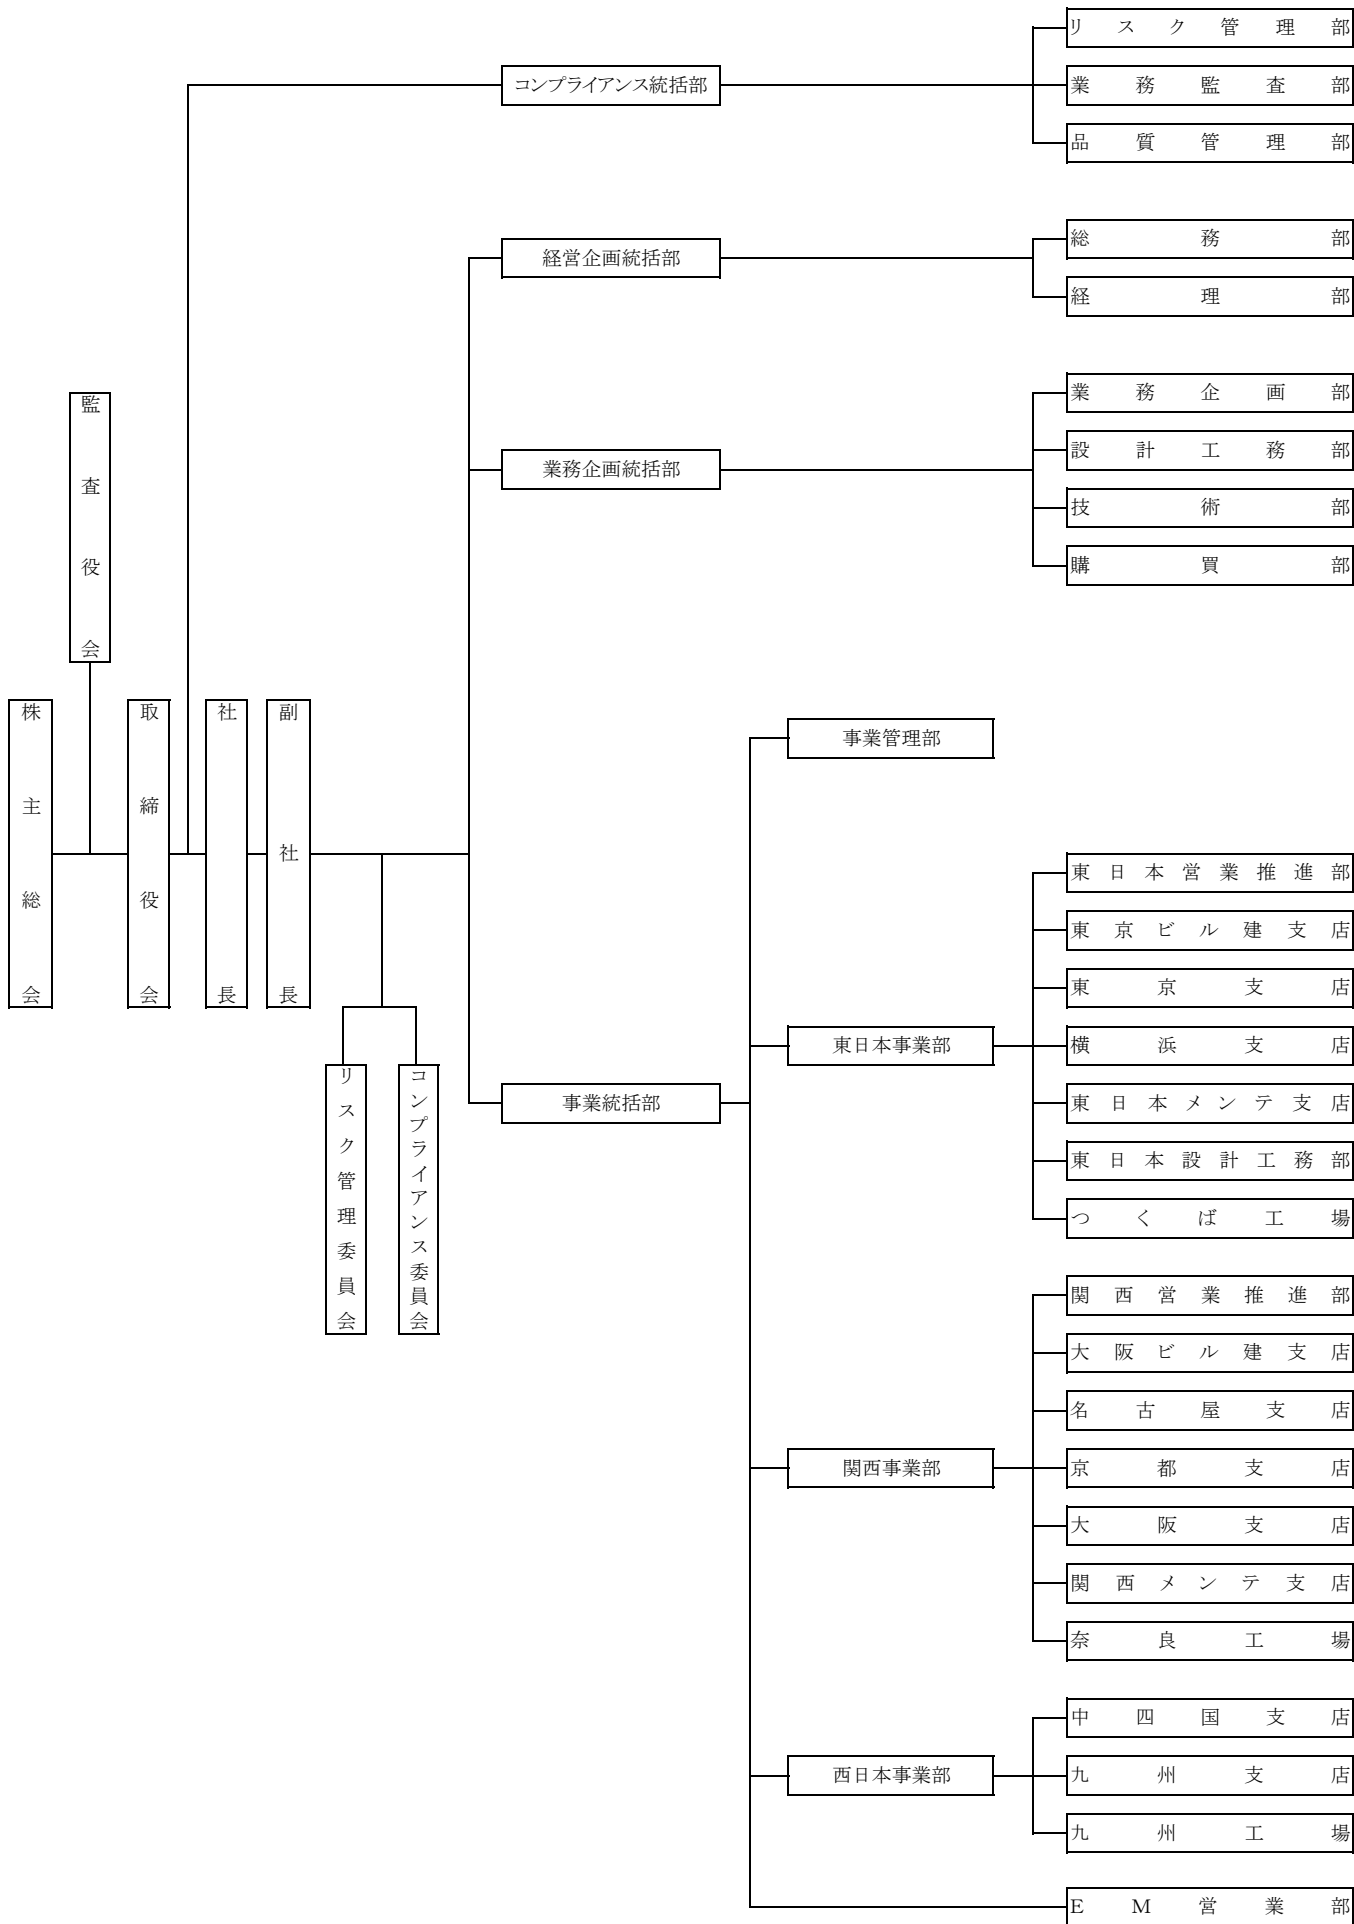 リスク管理部
コンプライアンス統括部
業務監査部
品質管理部
総務部
経営企画統括部
経理部
監査役会
業務企画部
設計工務部
業務企画統括部
技術部
購買部
株主総会
取締役会
社長
副社長
事業管理部
東日本営業推進部
東京ビル建支店
東京支店
東日本事業部
横浜支店
リスク管理委員会
コンプライアンス委員会
事業統括部
東日本メンテ支店
東日本設計工務部
つくば工場
関西営業推進部
大阪ビル建支店
名古屋支店
関西事業部
京都支店
大阪支店
関西メンテ支店
奈良工場
中四国支店
西日本事業部
九州支店
九州工場
EM営業部